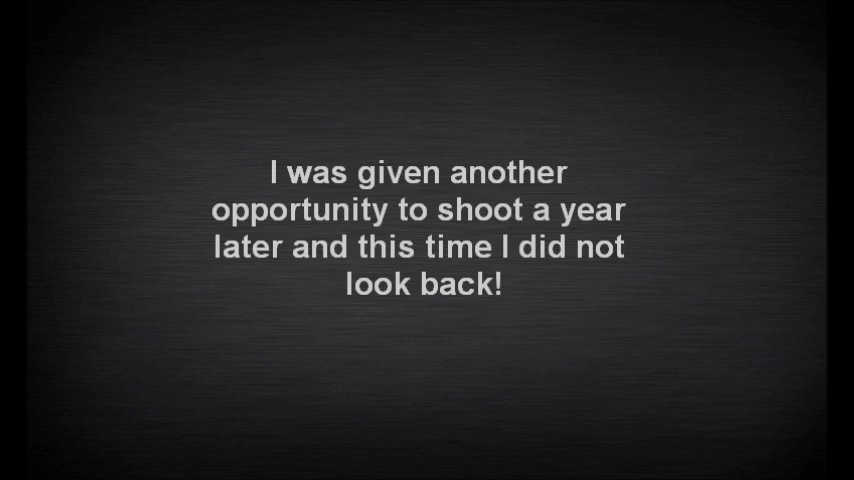 I was given another
opportunity to shoot a year
later and this time I did not
look back!